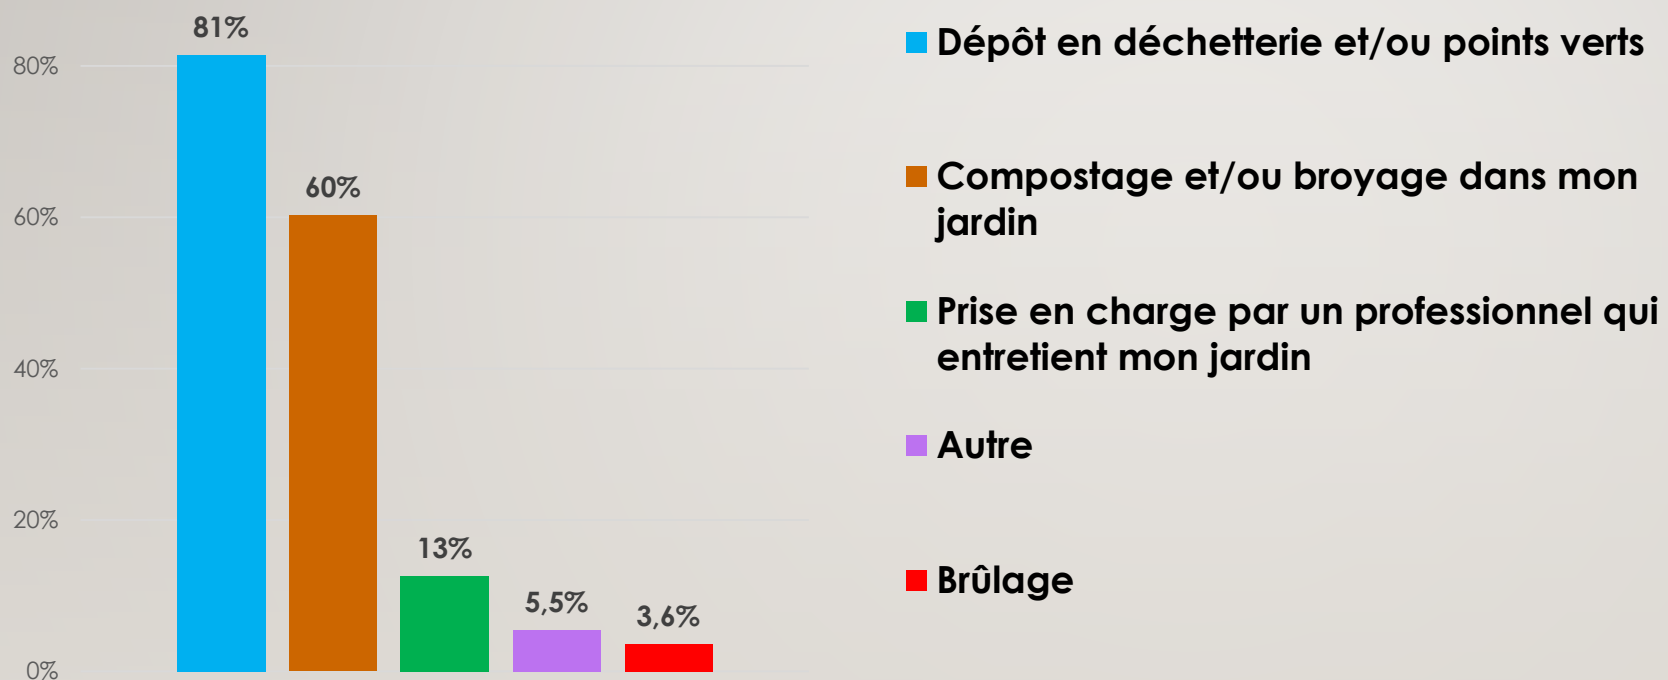 81%
80%
60%
60%
40%
20%
13%
5,5%
3,6%
0%
Dépôt en déchetterie et/ou points verts
Compostage et/ou broyage dans mon
jardin
Prise en charge par un professionnel qui
entretient mon jardin
Autre
Brûlage